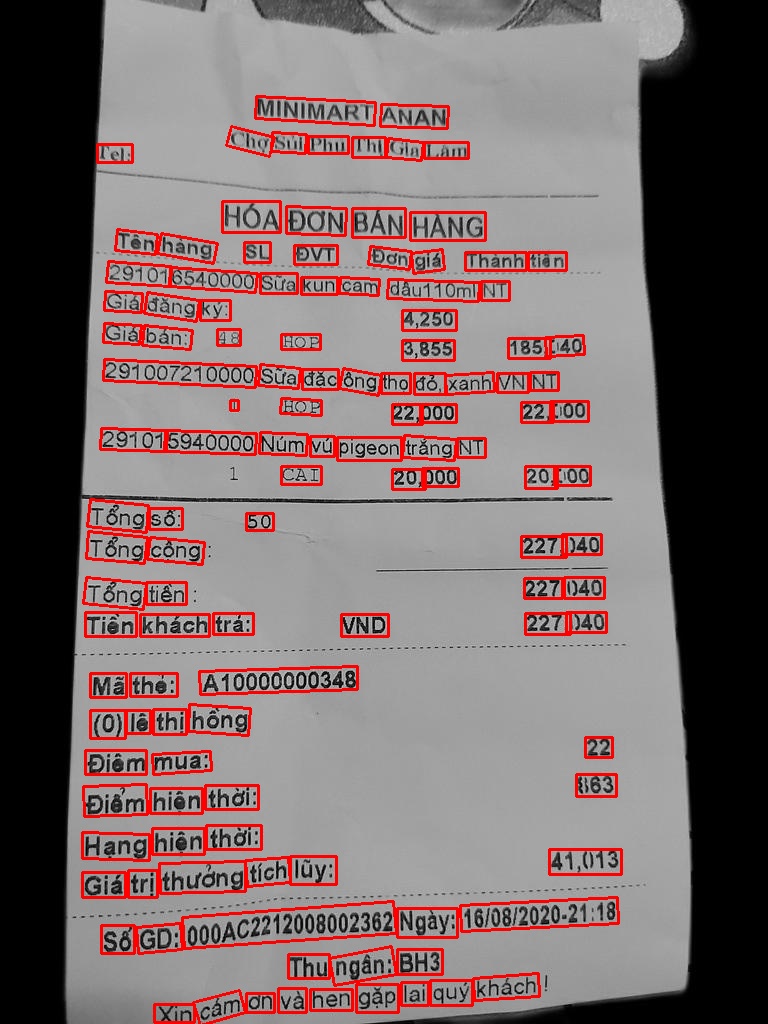 MINIMART ANAN
Chợ Sủi Phú Thị Gia Lâm
Tel:
HÓA ĐƠN BÁN HÀNG
Tên hàng SL ĐVT Đơn giá Thành tiền
291016540000 Sữa kun cam dâu110ml NT
Giá đăng ký: 4,250
Giá bán: 48 HOP 3,855 185,040
291007210000 Sữa đặc ông thọ đỏ, xanh VN NT
HOP 22,000 22,000
291015940000 Núm vú pigeon trắng NT
1 CAI 20,000 20,000
Tổng số: 50
Tổng cộng: 227,040
Tổng tiền : 227,040
Tiền khách trả: VND 227,040
Mã thẻ: A10000000348
(0) lê thị hồng
Điểm mua: 22
Điểm hiện thời: 863
Hạng hiện thời:
Giá trị thưởng tích lũy: 41,013
Số GD: 000AC2212008002362 Ngày: 16/08/2020-21:18
Thu ngân: BH3
Xin cảm ơn và hẹn gặp lại quý khách !